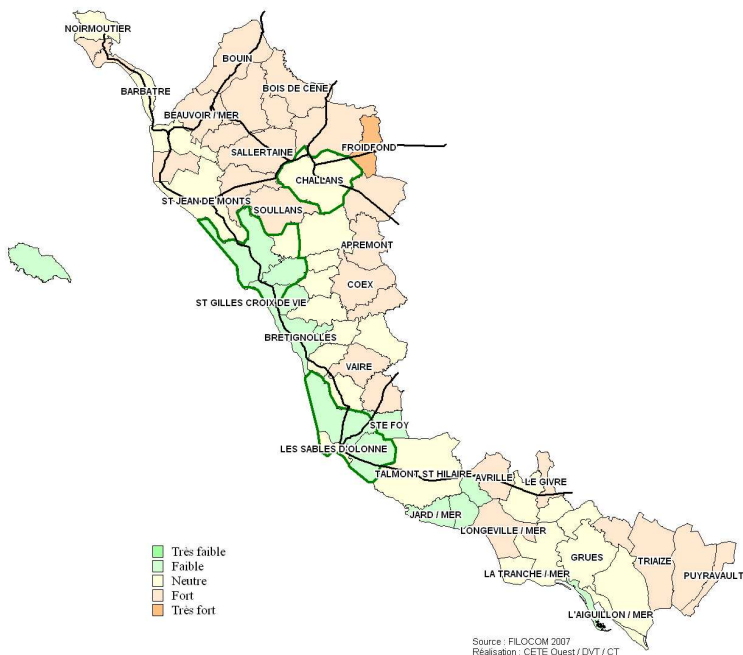 NOIRMOUTIER
BOUIN
BARBATRE
BOIS DE CENE
BEAUVOIR / MER
SALLERTAINE
FROIDFOND
CHALLANS
ST JEAN DE MONTS
SOULLANS
APREMONT
COEX
ST GILLES CROIX DE VIE
BRETIGNOLLES
VAIRE
STE FOY
LES SABLES D'OLONNE
TALMONT ST HILAIRE
AVRILLE
LE GIVRE
JARD / MER
LONGEVILLE / MER
GRUES
TRIAIZE
LA TRANCHE / MER
PUYRAVAULT
L'AIGUILLON / MER
Très faible
Faible
Neutre
Fort
Très fort
Source : FILOCOM 2007
Réalisation : CETE Ouest / DVT / CT